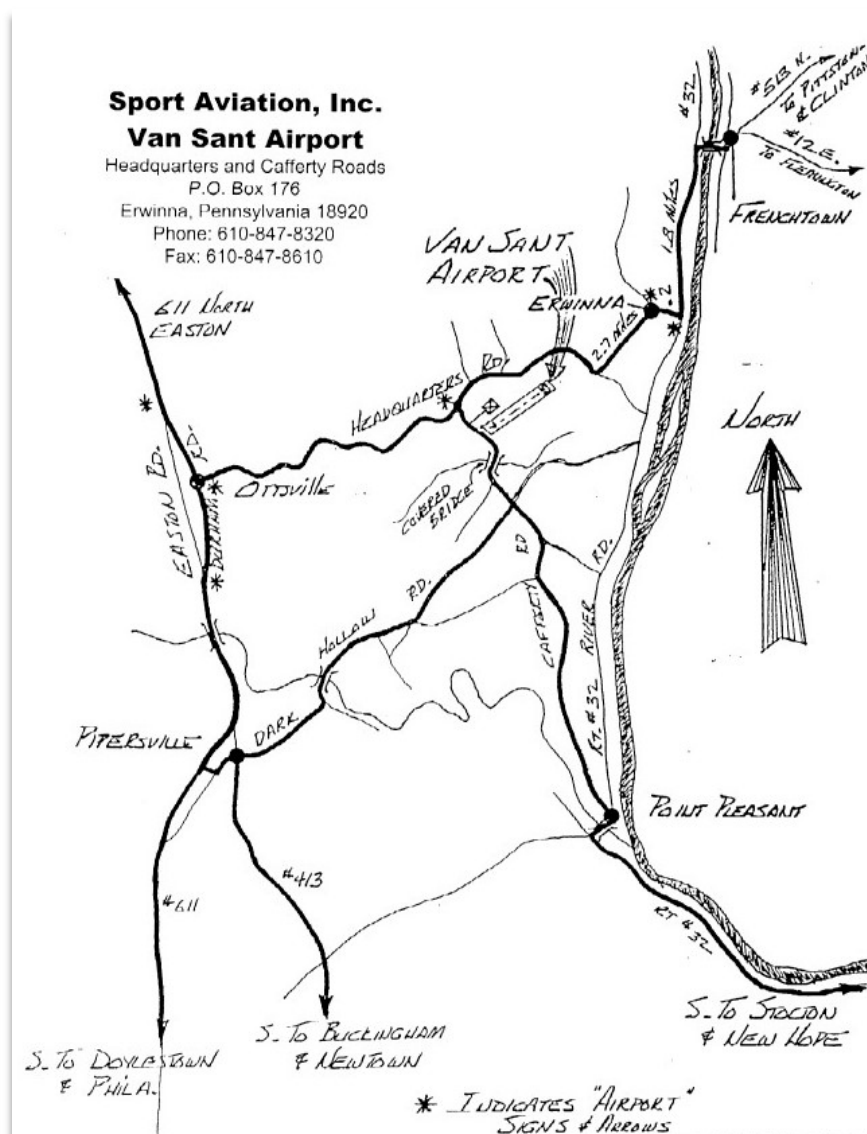 Sport Aviation, Inc.
Van Sant Airport
Headquarters and Cafferty Roads
P.O. Box 176
Erwinna, Pennsylvania 18920
Phone: 610-847-8320
Fax: 610-847-8610
#32
#513 N.
TO PITTSTON-
& CLINTON
#12 E.
TO FLEMINGTON
FRENCHTOWN
1.8 MILES
VAN SANT
AIRPORT
ERWINNA
.2
2.7 MILES
611 NORTH
EASTON
HEADQUARTERS RD.
NORTH
EASTON RD.
DURHAM RD.
OTTSVILLE
COVERED
BRIDGE
CAFFERTY RD
RT. #32 RIVER RD.
DARK HOLLOW RD.
PIPERSVILLE
POINT PLEASANT
#611
#413
RT #32
S. TO STOCTON
& NEW HOPE
S. TO BUCKINGHAM
& NEWTOWN
S. TO DOYLESTOWN
& PHILA.
* INDICATES "AIRPORT"
SIGNS & ARROWS